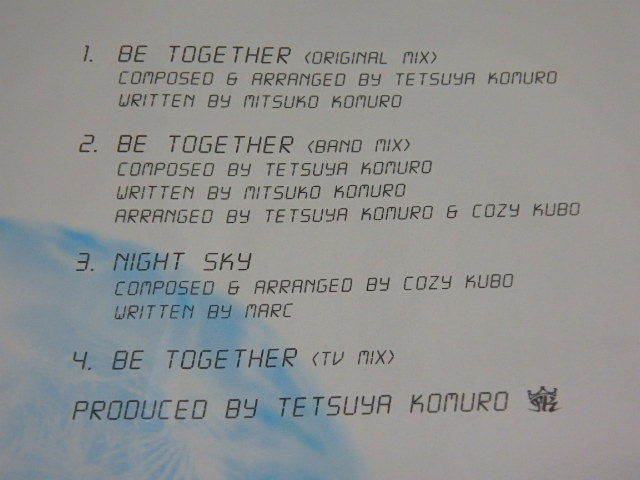 1. BE TOGETHER <ORIGINAL MIX>
COMPOSED & ARRANGED BY TETSUYA KOMURO
WRITTEN BY MITSUKO KOMURO
2. BE TOGETHER <BAND MIX>
COMPOSED BY TETSUYA KOMURO
WRITTEN BY MITSUKO KOMURO
ARRANGED BY TETSUYA KOMURO & COZY KUBO
3. NIGHT SKY
COMPOSED & ARRANGED BY COZY KUBO
WRITTEN BY MARC
4. BE TOGETHER <TV MIX>
PRODUCED BY TETSUYA KOMURO